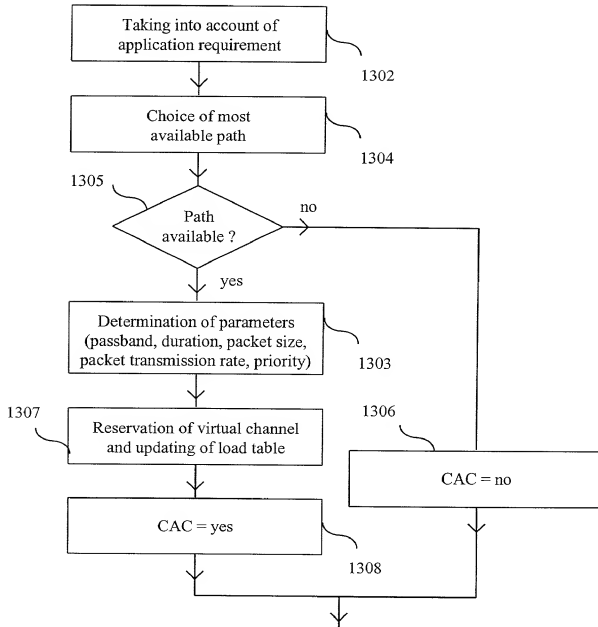 Taking into account of
application requirement
1302
Choice of most
available path
1304
1305
Path
available ?
no
yes
Determination of parameters
(passband, duration, packet size,
packet transmission rate, priority)
1303
1307
Reservation of virtual channel
and updating of load table
1306
CAC = no
CAC = yes
1308